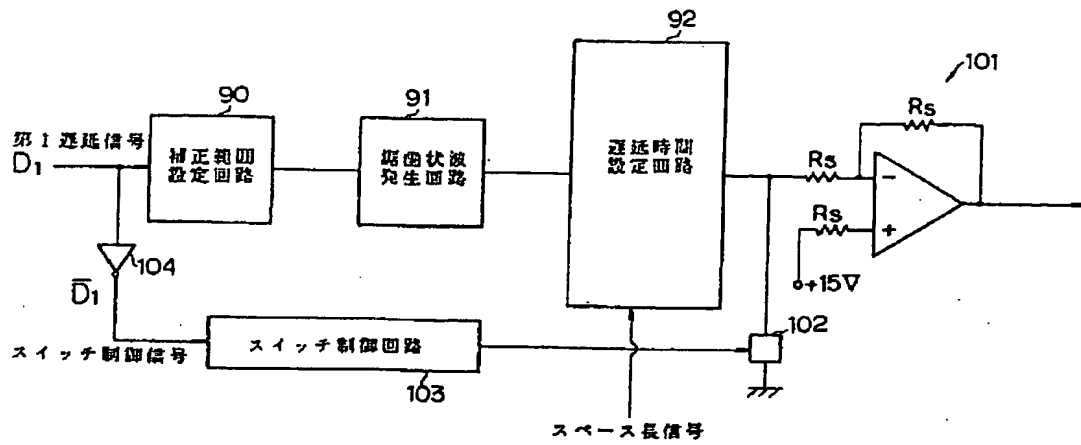 92
101
90
91
第1遅延信号
D1
補正範囲
設定回路
鋸歯状波
発生回路
遅延時間
設定回路
Rs
Rs
−
Rs
+
+15V
104
D̅1
102
スイッチ制御信号
スイッチ制御回路
103
スペース長信号